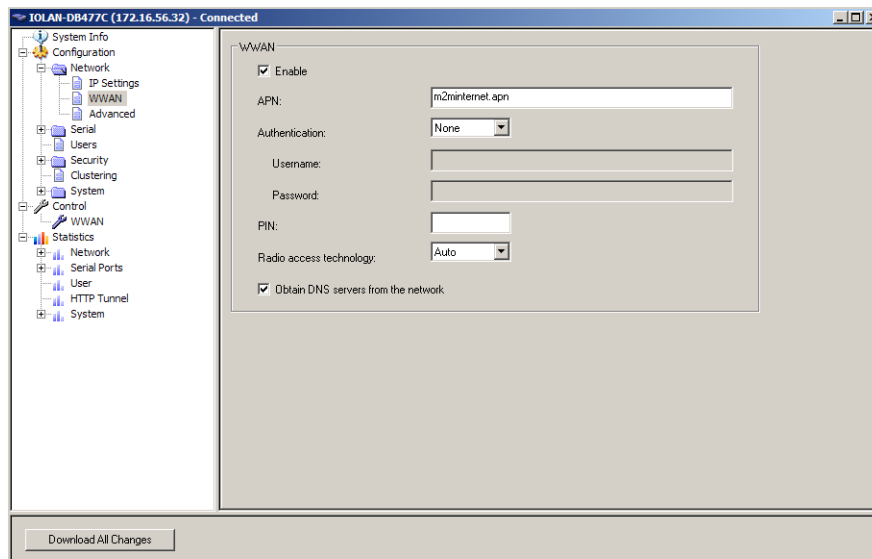 IOLAN-DB477C (172.16.56.32) - Connected
System Info
Configuration
Network
IP Settings
WWAN
Advanced
Serial
Users
Security
Clustering
System
Control
WWAN
Statistics
Network
Serial Ports
User
HTTP Tunnel
System
WWAN
Enable
APN: m2minternet.apn
Authentication: None
Username:
Password:
PIN:
Radio access technology: Auto
Obtain DNS servers from the network
Download All Changes